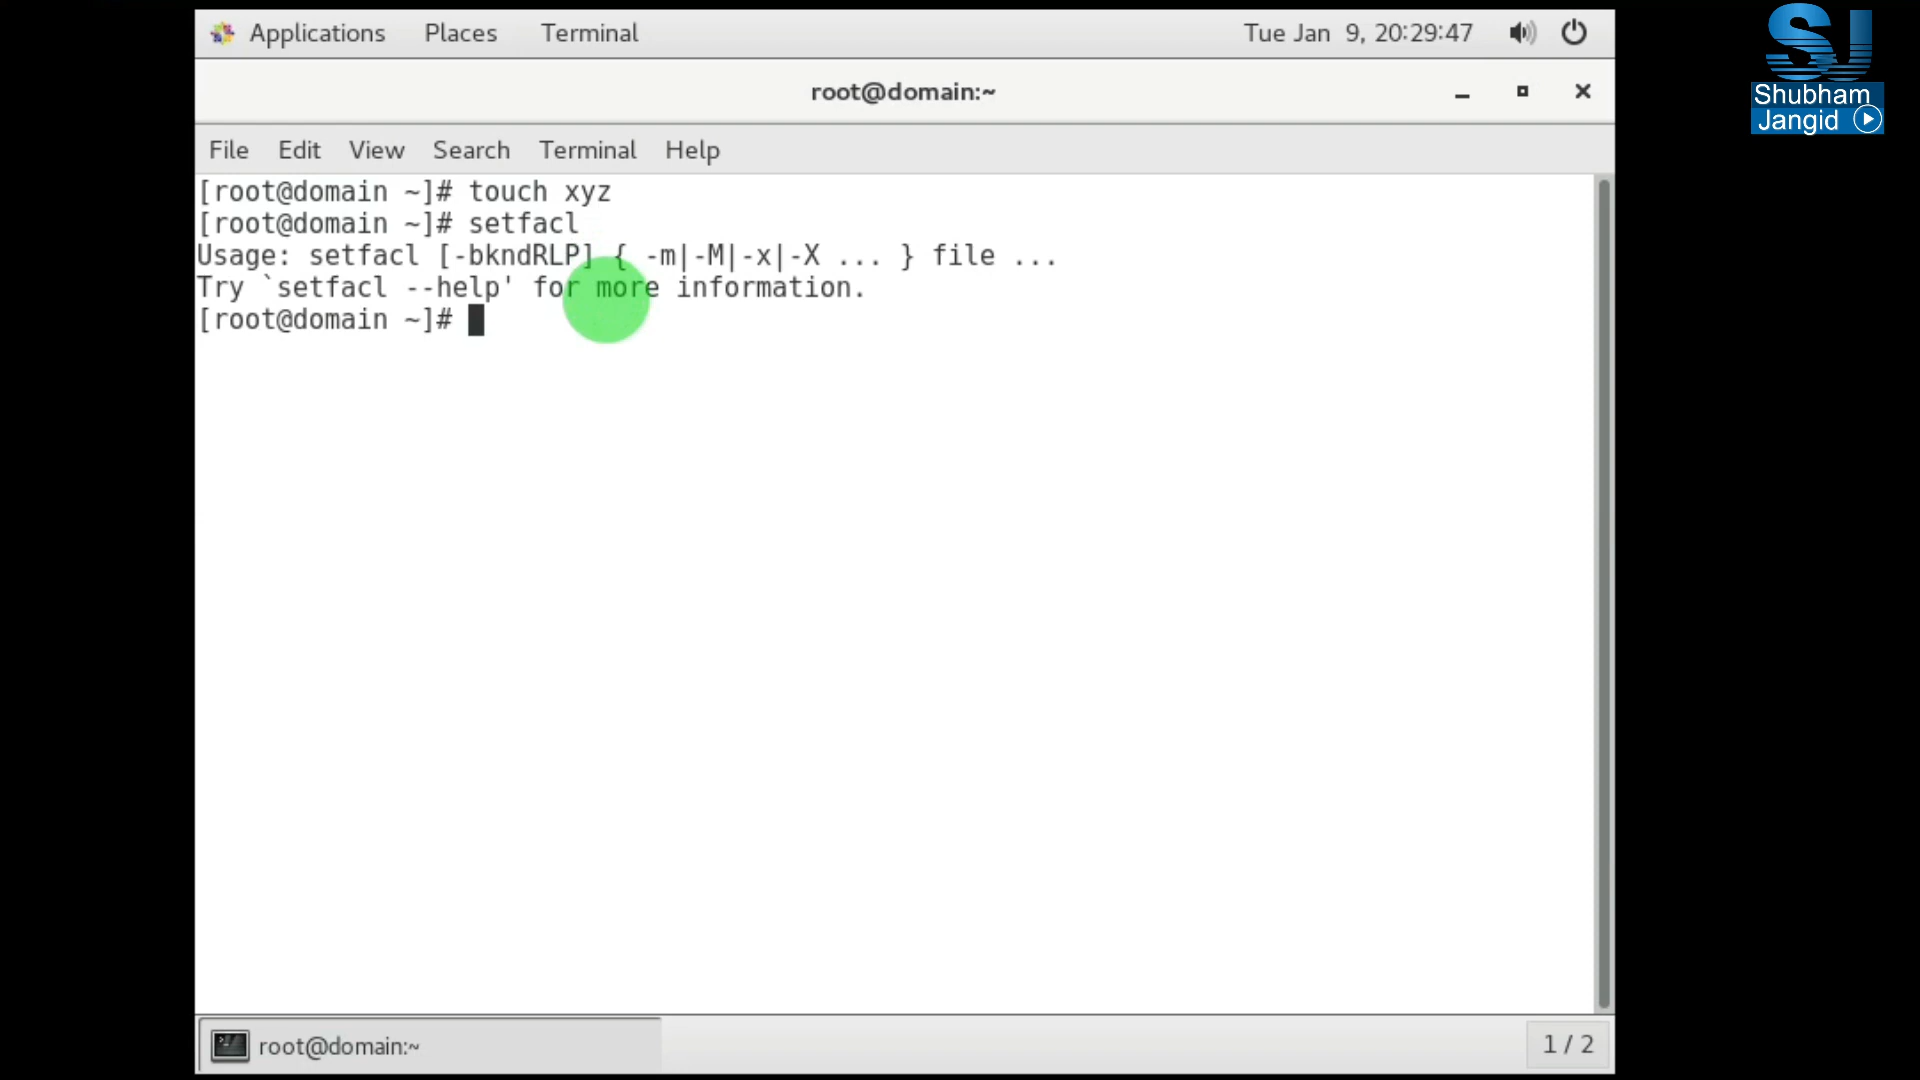 Applications Places Terminal Tue Jan 9, 20:29:47
root@domain:~
File Edit View Search Terminal Help
[root@domain ~]# touch xyz
[root@domain ~]# setfacl
Usage: setfacl [-bkndRLP] { -m|-M|-x|-X ... } file ...
Try `setfacl --help' for more information.
[root@domain ~]#
root@domain:~ 1 / 2
SJ
Shubham
Jangid